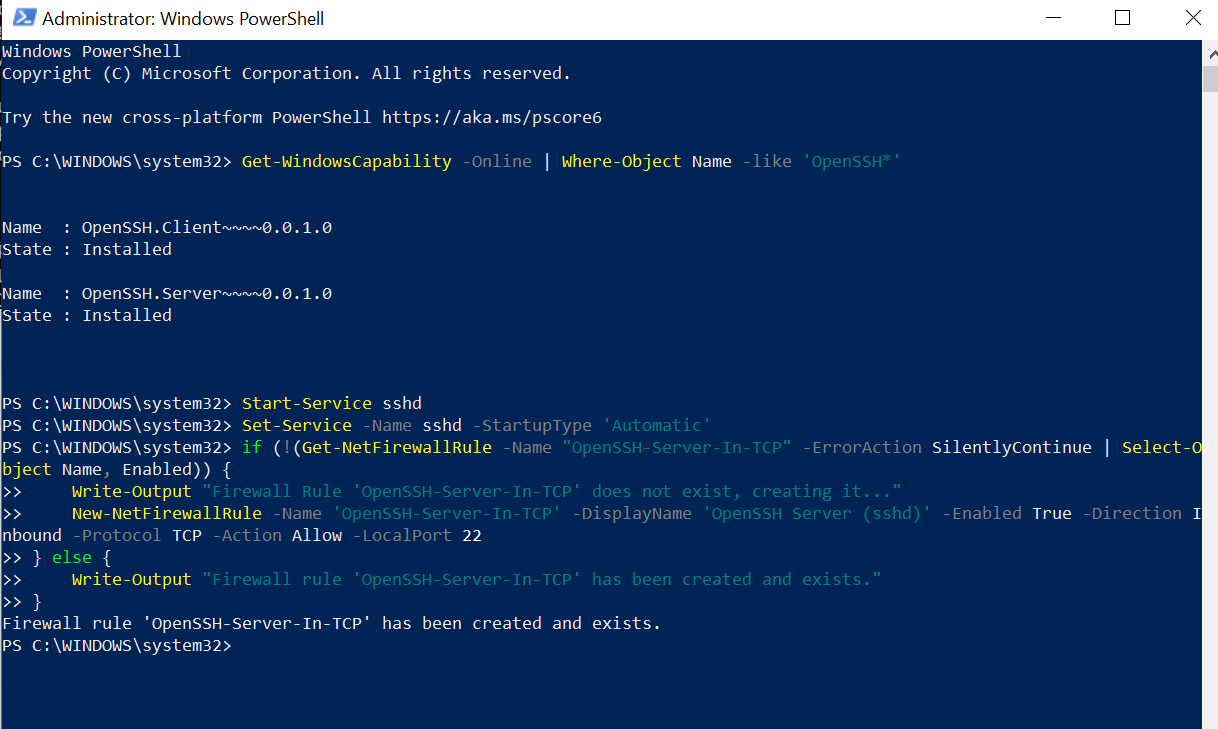 Administrator: Windows PowerShell
Windows PowerShell
Copyright (C) Microsoft Corporation. All rights reserved.
Try the new cross-platform PowerShell https://aka.ms/pscore6
PS C:\WINDOWS\system32> Get-WindowsCapability -Online | Where-Object Name -like 'OpenSSH*'
Name  : OpenSSH.Client~~~~0.0.1.0
State : Installed
Name  : OpenSSH.Server~~~~0.0.1.0
State : Installed
PS C:\WINDOWS\system32> Start-Service sshd
PS C:\WINDOWS\system32> Set-Service -Name sshd -StartupType 'Automatic'
PS C:\WINDOWS\system32> if (!(Get-NetFirewallRule -Name "OpenSSH-Server-In-TCP" -ErrorAction SilentlyContinue | Select-O
bject Name, Enabled)) {
>>     Write-Output "Firewall Rule 'OpenSSH-Server-In-TCP' does not exist, creating it..."
>>     New-NetFirewallRule -Name 'OpenSSH-Server-In-TCP' -DisplayName 'OpenSSH Server (sshd)' -Enabled True -Direction I
nbound -Protocol TCP -Action Allow -LocalPort 22
>> } else {
>>     Write-Output "Firewall rule 'OpenSSH-Server-In-TCP' has been created and exists."
>> }
Firewall rule 'OpenSSH-Server-In-TCP' has been created and exists.
PS C:\WINDOWS\system32>